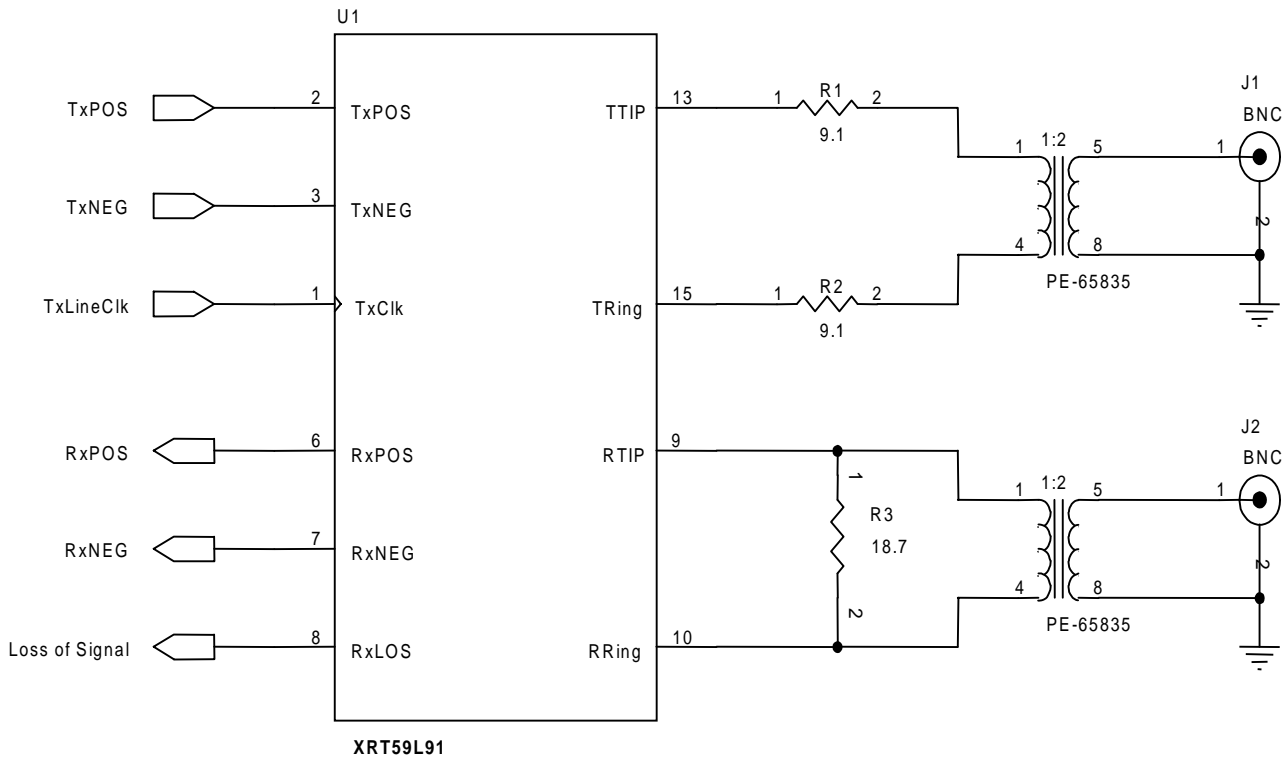 U1
TxPOS
2
TxPOS
TTIP
13
1
R1
2
9.1
J1
BNC
1:2
1
5
1
2
4
8
PE-65835
TxNEG
3
TxNEG
TxLineClk
1
TxClk
TRing
15
1
R2
2
9.1
RxPOS
6
RxPOS
RTIP
9
J2
BNC
1:2
1
5
1
2
4
8
PE-65835
1
R3
18.7
2
RxNEG
7
RxNEG
Loss of Signal
8
RxLOS
RRing
10
XRT59L91